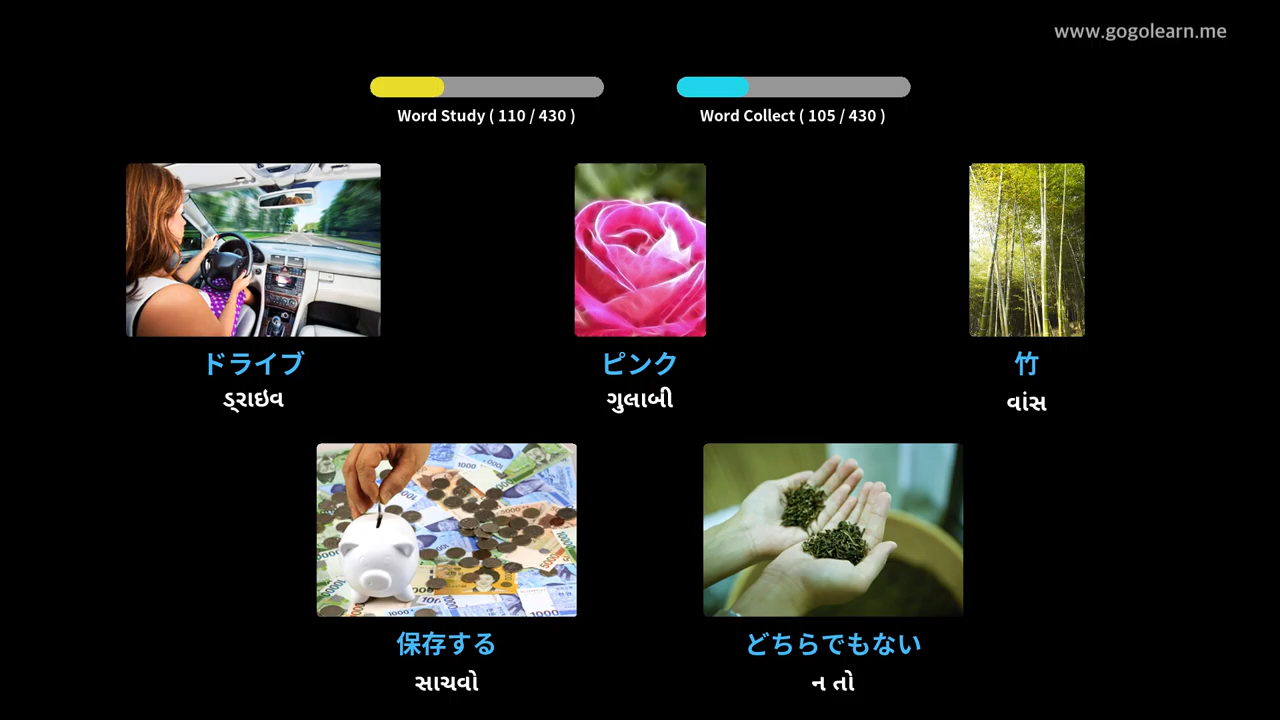 www.gogolearn.me
Word Study ( 110 / 430 )
Word Collect ( 105 / 430 )
ドライブ
ડ્રાઇવ
ピンク
ગુલાબી
竹
વાંસ
保存する
સાચવો
どちらでもない
ન તો